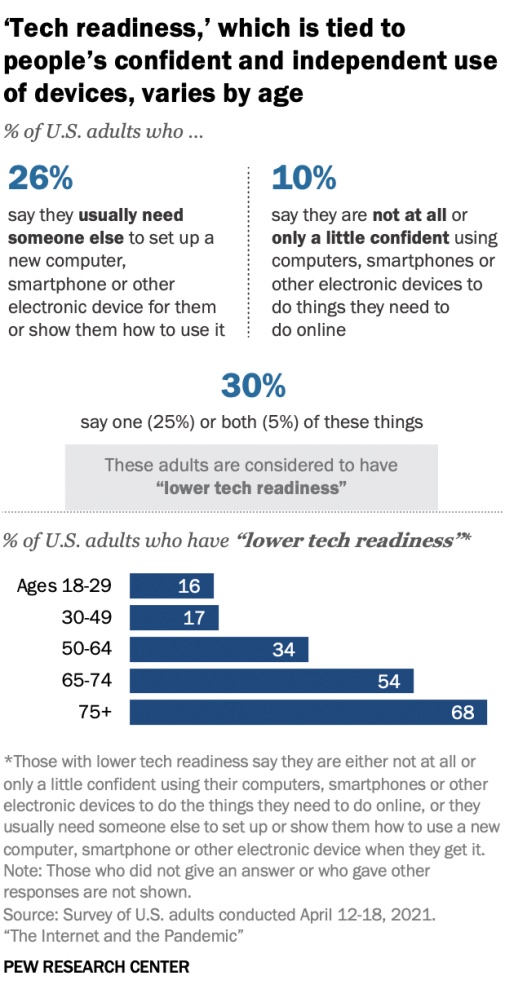 ‘Tech readiness,’ which is tied to
people’s confident and independent use
of devices, varies by age
% of U.S. adults who ...
26%
say they usually need
someone else to set up a
new computer,
smartphone or other
electronic device for them
or show them how to use it
10%
say they are not at all or
only a little confident using
computers, smartphones or
other electronic devices to
do things they need to
do online
30%
say one (25%) or both (5%) of these things
These adults are considered to have
“lower tech readiness”
% of U.S. adults who have “lower tech readiness”*
Ages 18-29 16
30-49 17
50-64 34
65-74 54
75+ 68
*Those with lower tech readiness say they are either not at all or
only a little confident using their computers, smartphones or other
electronic devices to do the things they need to do online, or they
usually need someone else to set up or show them how to use a new
computer, smartphone or other electronic device when they get it.
Note: Those who did not give an answer or who gave other
responses are not shown.
Source: Survey of U.S. adults conducted April 12-18, 2021.
“The Internet and the Pandemic”
PEW RESEARCH CENTER